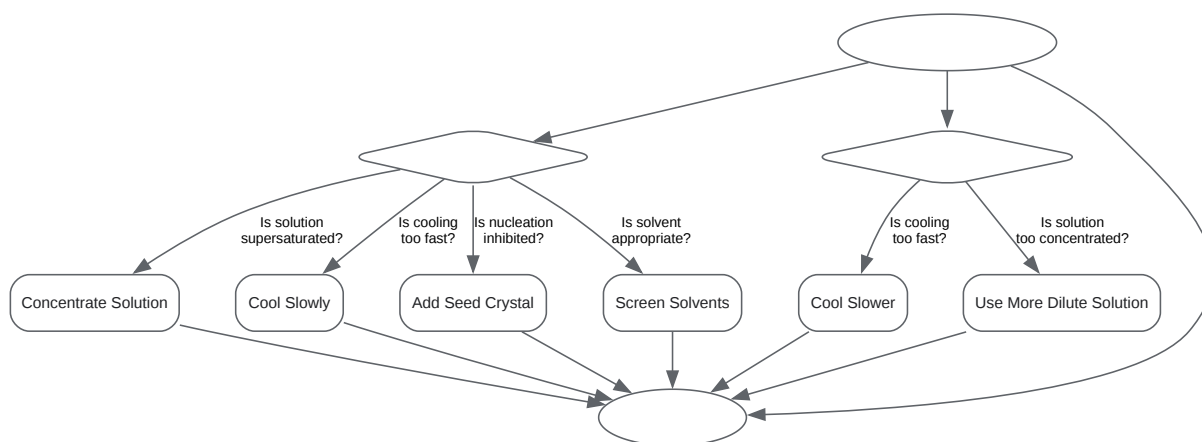 Is solution
supersaturated?
Is cooling
too fast?
Is nucleation
inhibited?
Is solvent
appropriate?
Is cooling
too fast?
Is solution
too concentrated?
Concentrate Solution
Cool Slowly
Add Seed Crystal
Screen Solvents
Cool Slower
Use More Dilute Solution